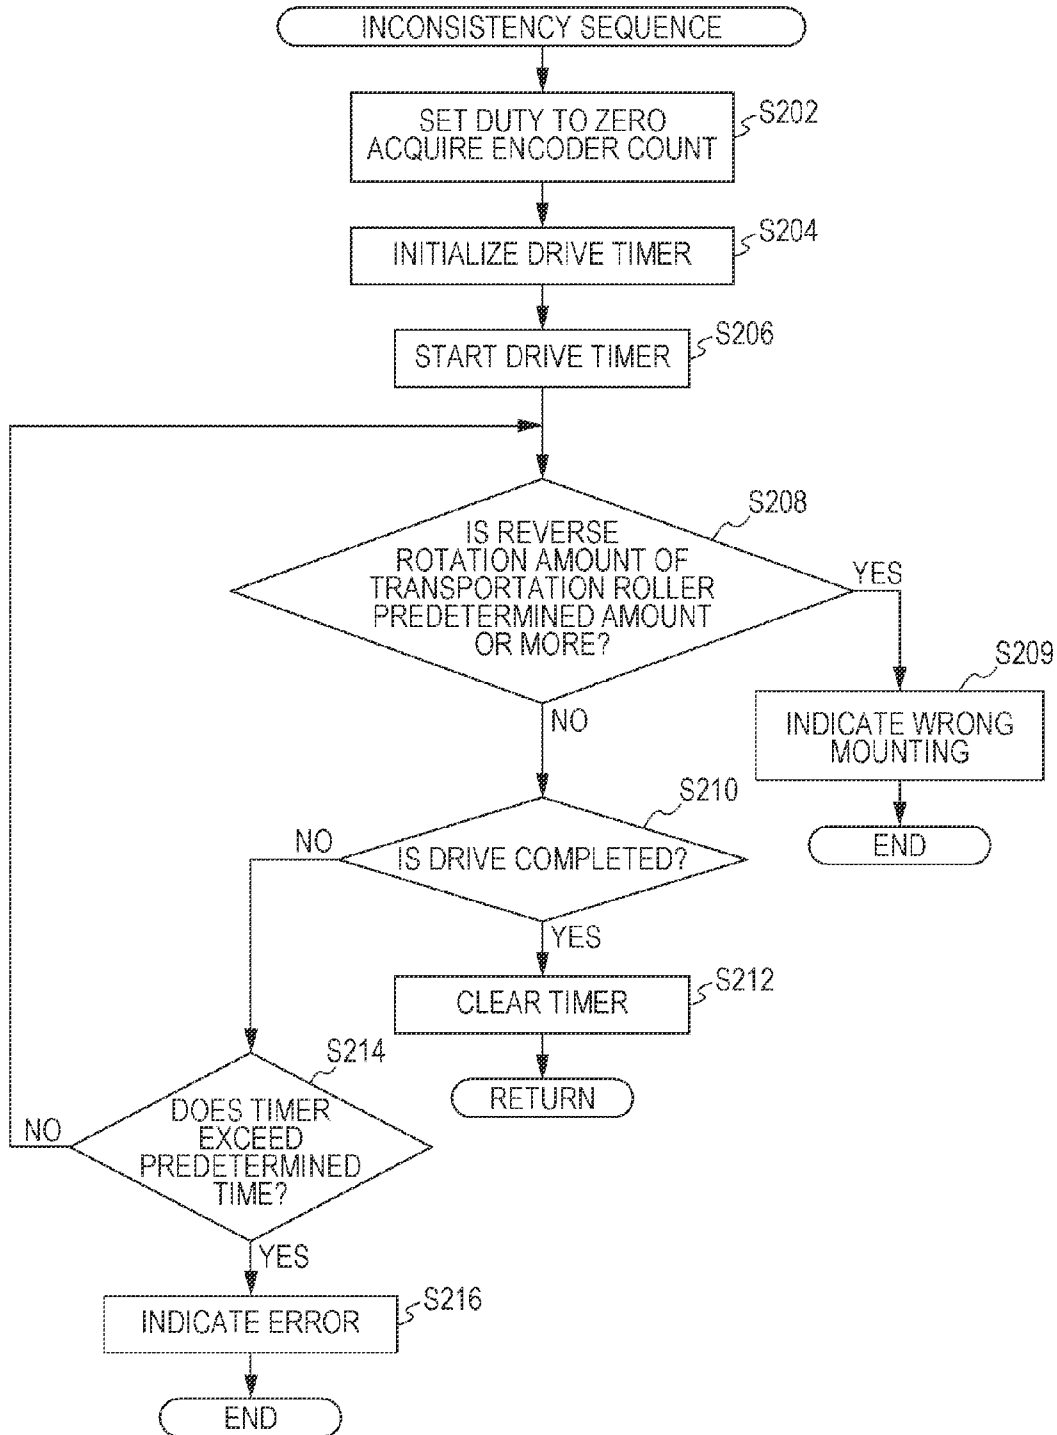 INCONSISTENCY SEQUENCE
SET DUTY TO ZERO
ACQUIRE ENCODER COUNT
S202
INITIALIZE DRIVE TIMER
S204
START DRIVE TIMER
S206
IS REVERSE
ROTATION AMOUNT OF
TRANSPORTATION ROLLER
PREDETERMINED AMOUNT
OR MORE?
S208
YES
NO
S209
INDICATE WRONG
MOUNTING
END
S210
IS DRIVE COMPLETED?
NO
YES
CLEAR TIMER
S212
RETURN
S214
DOES TIMER
EXCEED
PREDETERMINED
TIME?
NO
YES
INDICATE ERROR
S216
END